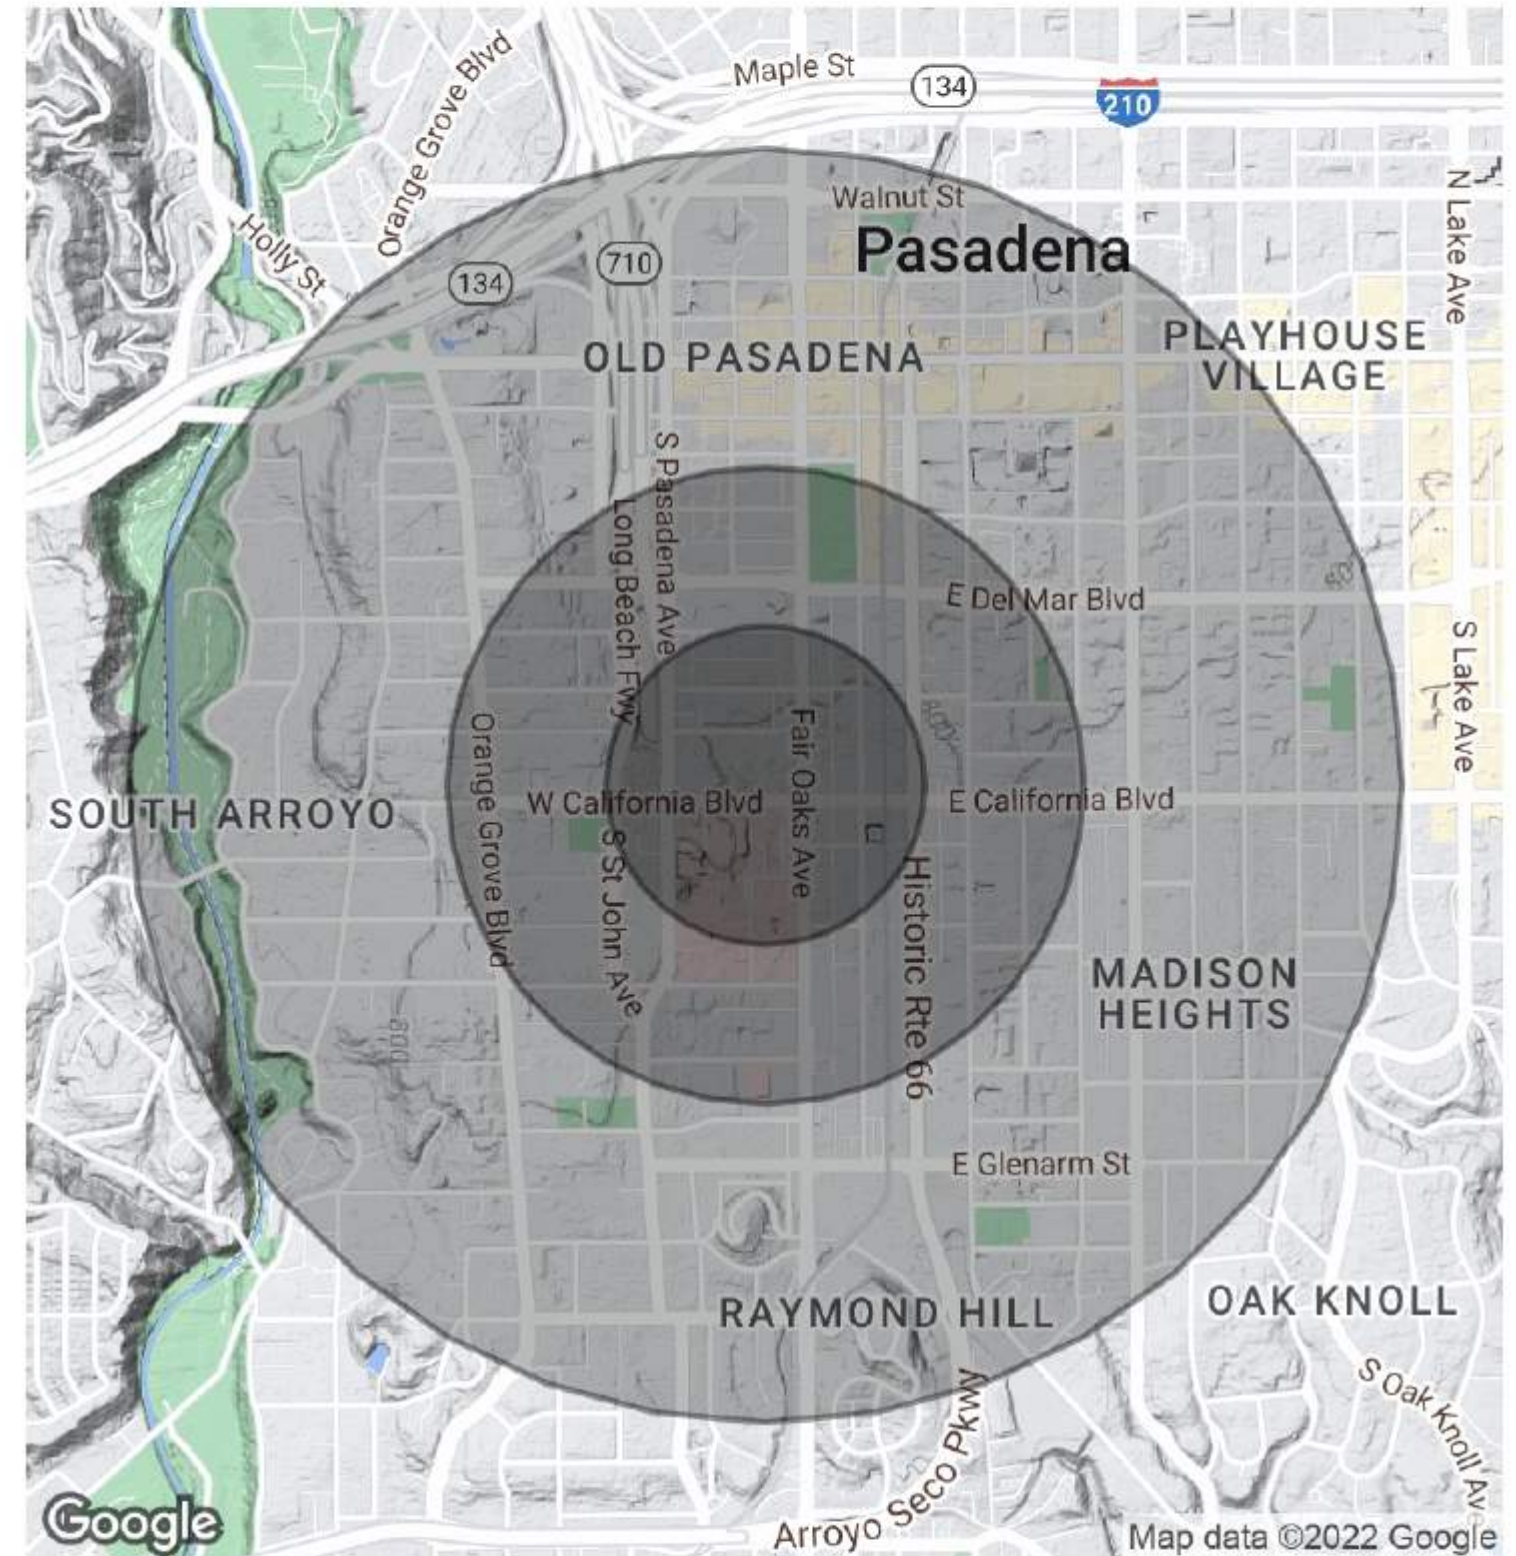 Orange Grove Blvd
Maple St
134
210
Walnut St
N Lake Ave
Holly St
Pasadena
710
134
PLAYHOUSE
VILLAGE
OLD PASADENA
S Pasadena Ave
Long Beach Fwy
E Del Mar Blvd
S Lake Ave
800
Orange Grove Blvd
Fair Oaks Ave
W California Blvd
E California Blvd
SOUTH ARROYO
S St John Ave
Historic Rte 66
MADISON
HEIGHTS
800
E Glenarm St
RAYMOND HILL
OAK KNOLL
S Oak Knoll Ave
Arroyo Seco Pkwy
Google
Map data ©2022 Google